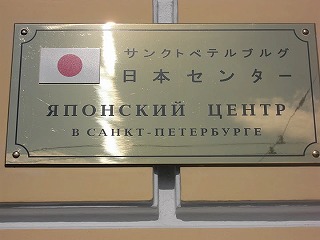 サンクトペテルブルグ
日本センター
ЯПОНСКИЙ ЦЕНТР
В САНКТ-ПЕТЕРБУРГЕ